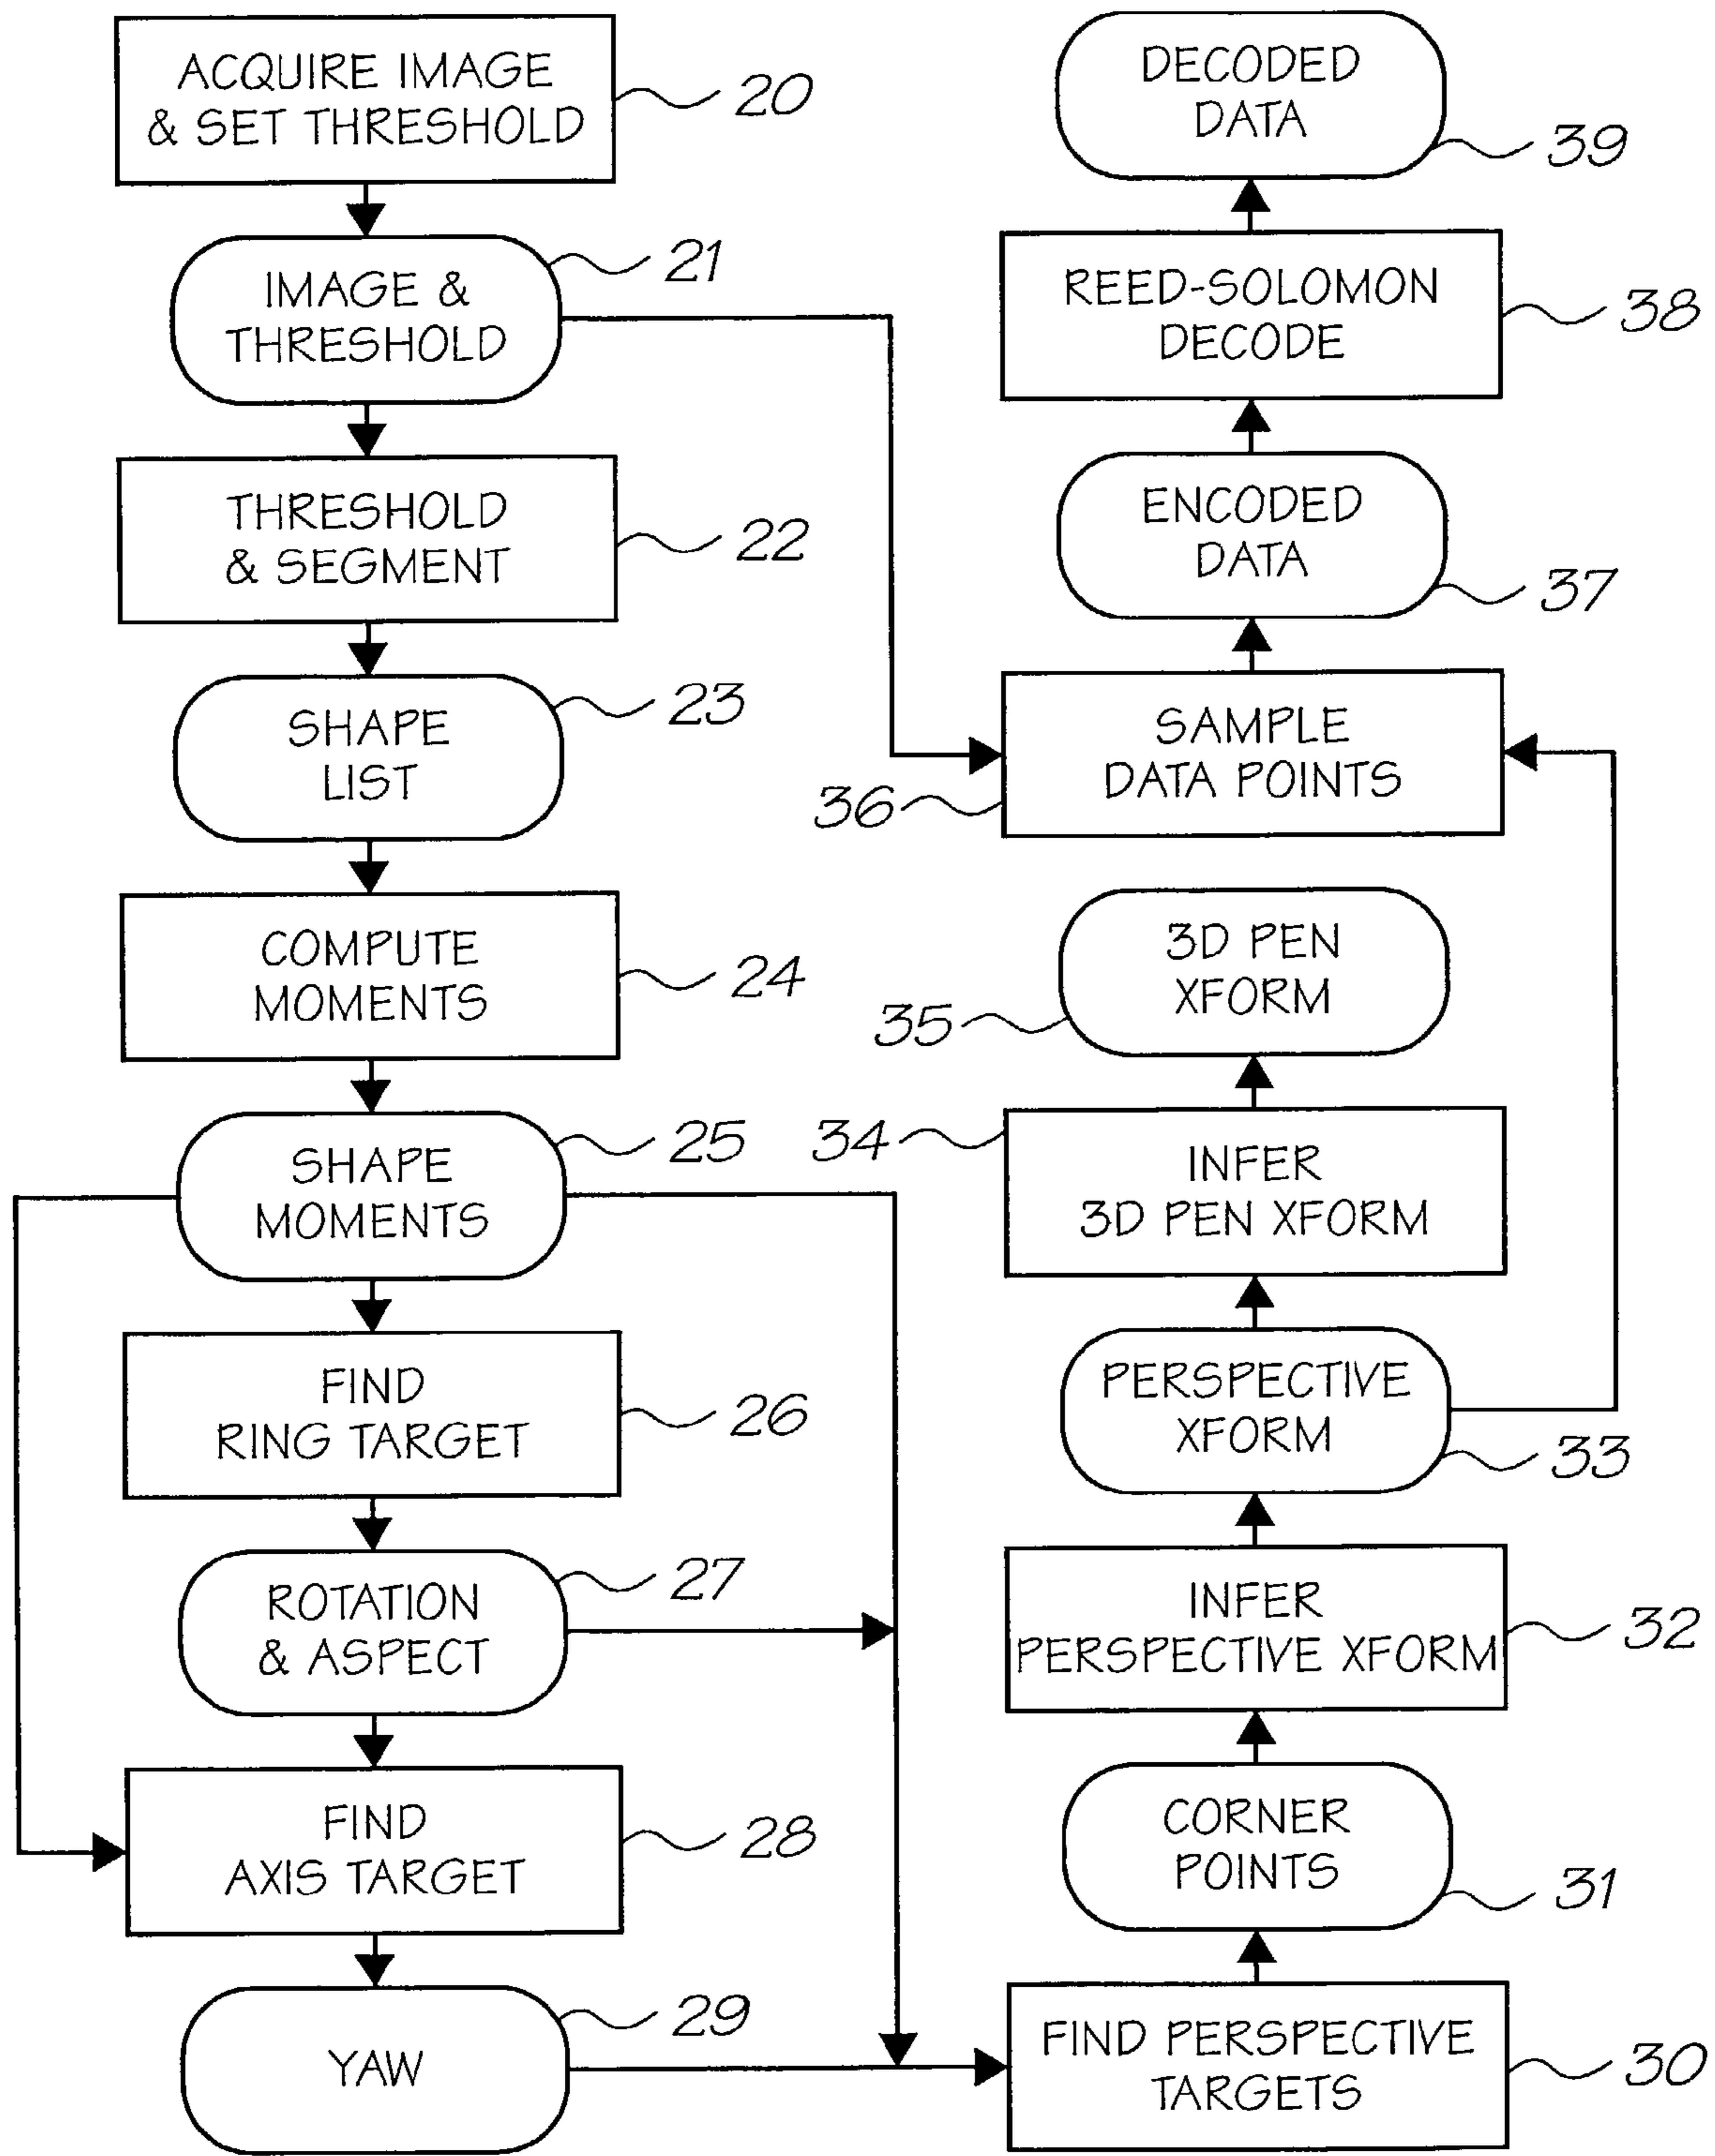 ACQUIRE IMAGE
& SET THRESHOLD
20
IMAGE &
THRESHOLD
21
THRESHOLD
& SEGMENT
22
SHAPE
LIST
23
COMPUTE
MOMENTS
24
SHAPE
MOMENTS
25
FIND
RING TARGET
26
ROTATION
& ASPECT
27
FIND
AXIS TARGET
28
YAW
29
DECODED
DATA
39
REED-SOLOMON
DECODE
38
ENCODED
DATA
37
SAMPLE
DATA POINTS
36
3D PEN
XFORM
35
INFER
3D PEN XFORM
34
PERSPECTIVE
XFORM
33
INFER
PERSPECTIVE XFORM
32
CORNER
POINTS
31
FIND PERSPECTIVE
TARGETS
30